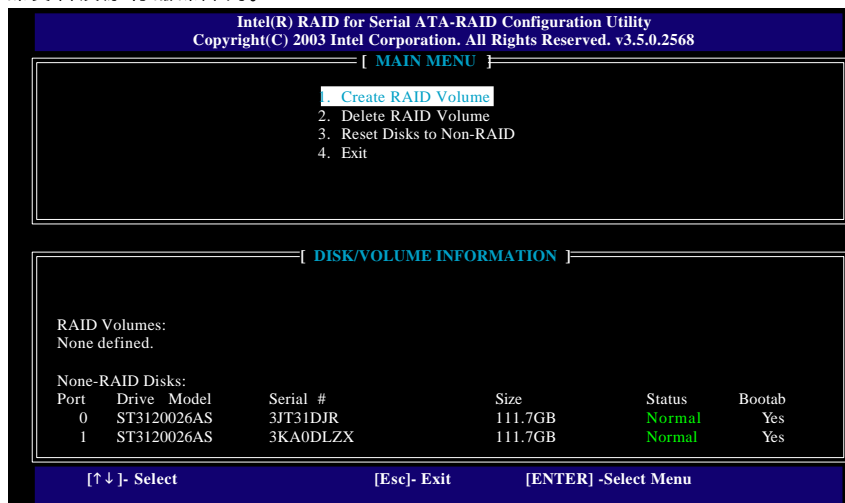 Intel(R) RAID for Serial ATA-RAID Configuration Utility
Copyright(C) 2003 Intel Corporation. All Rights Reserved. v3.5.0.2568
[ MAIN MENU ]
1. Create RAID Volume
2. Delete RAID Volume
3. Reset Disks to Non-RAID
4. Exit
[ DISK/VOLUME INFORMATION ]
RAID Volumes:
None defined.
None-RAID Disks:
Port Drive Model Serial # Size Status Bootab
0 ST3120026AS 3JT31DJR 111.7GB Normal Yes
1 ST3120026AS 3KA0DLZX 111.7GB Normal Yes
[↑↓]- Select [Esc]- Exit [ENTER] -Select Menu